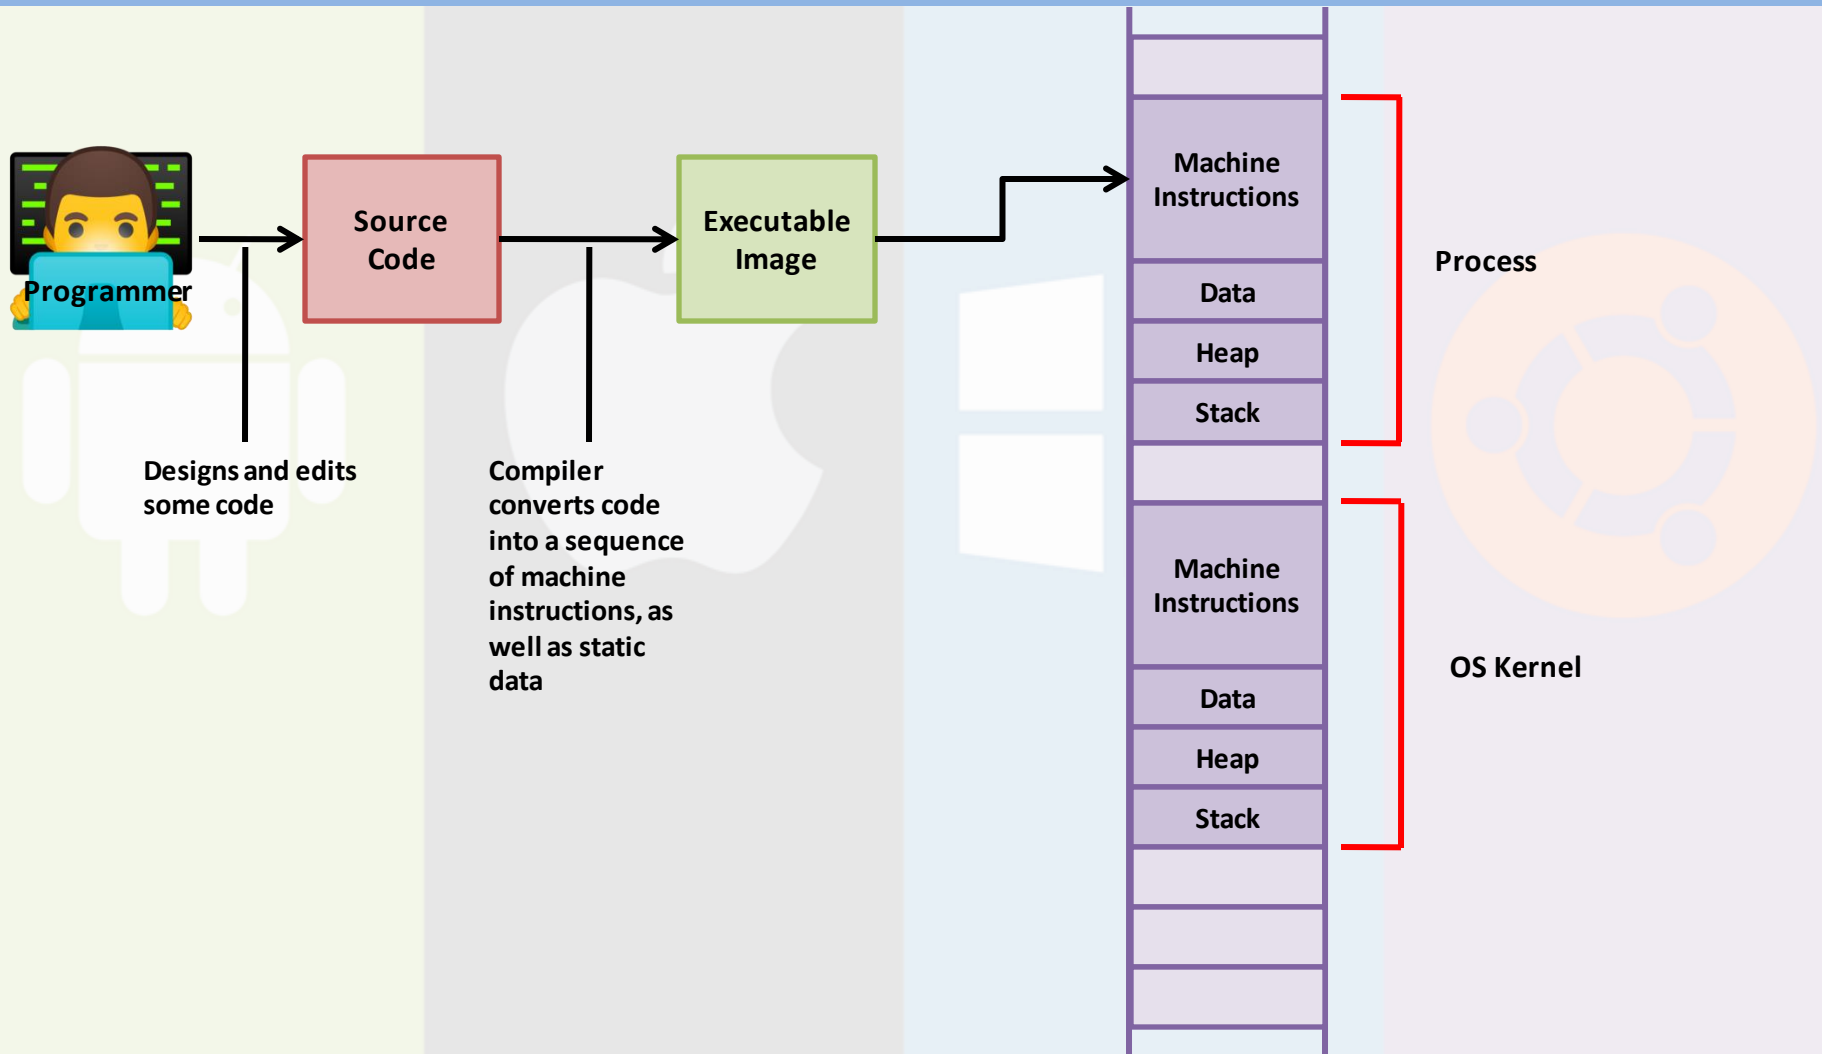 Programmer
Source
Code
Executable
Image
Designs and edits
some code
Compiler
converts code
into a sequence
of machine
instructions, as
well as static
data
Machine
Instructions
Data
Heap
Stack
Process
Machine
Instructions
Data
Heap
Stack
OS Kernel